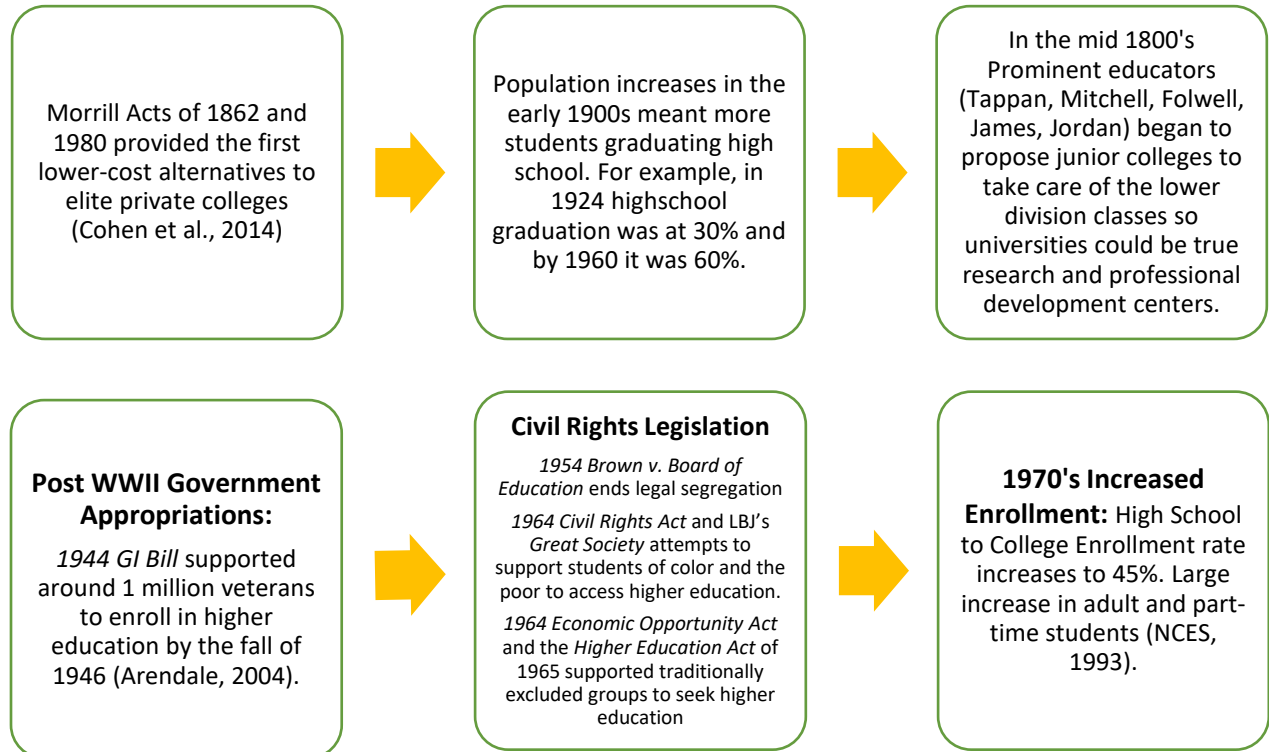 Morrill Acts of 1862 and
1980 provided the first
lower-cost alternatives to
elite private colleges
(Cohen et al., 2014)
Population increases in the
early 1900s meant more
students graduating high
school. For example, in
1924 highschool
graduation was at 30% and
by 1960 it was 60%.
In the mid 1800's
Prominent educators
(Tappan, Mitchell, Folwell,
James, Jordan) began to
propose junior colleges to
take care of the lower
division classes so
universities could be true
research and professional
development centers.
Post WWII Government
Appropriations:
1944 GI Bill supported
around 1 million veterans
to enroll in higher
education by the fall of
1946 (Arendale, 2004).
Civil Rights Legislation
1954 Brown v. Board of
Education ends legal segregation
1964 Civil Rights Act and LBJ’s
Great Society attempts to
support students of color and the
poor to access higher education.
1964 Economic Opportunity Act
and the Higher Education Act of
1965 supported traditionally
excluded groups to seek higher
education
1970's Increased
Enrollment: High School
to College Enrollment rate
increases to 45%. Large
increase in adult and part-
time students (NCES,
1993).